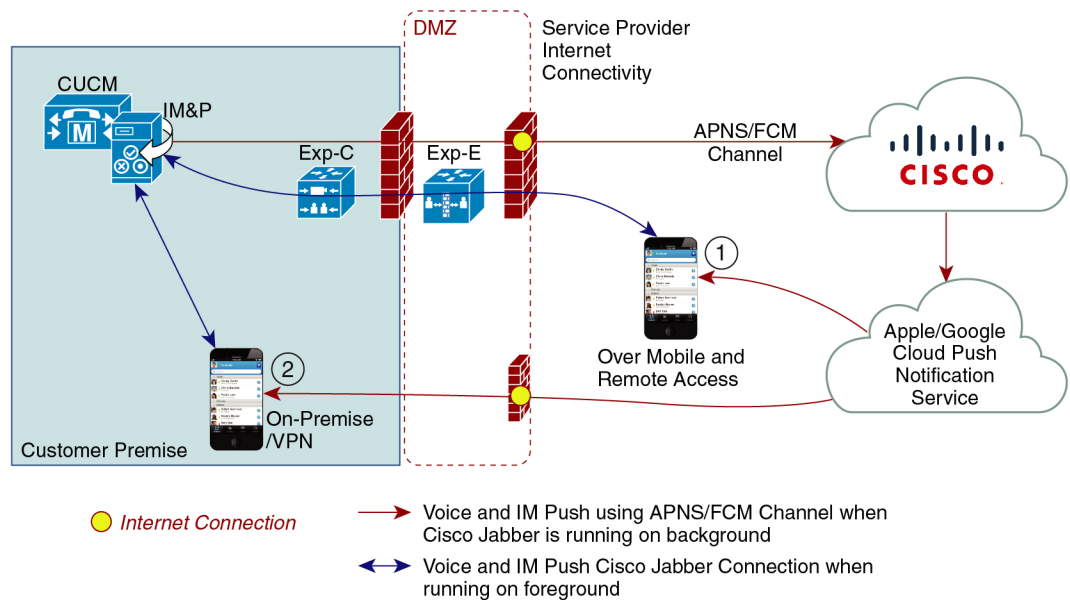 DMZ
Service Provider
Internet
Connectivity
CUCM
IM&P
M
Exp-C
Exp-E
APNS/FCM
Channel
CISCO
1
Over Mobile and
Remote Access
Apple/Google
Cloud Push
Notification
Service
2
On-Premise
/VPN
Customer Premise
Internet Connection
Voice and IM Push using APNS/FCM Channel when
Cisco Jabber is running on background
Voice and IM Push Cisco Jabber Connection when
running on foreground